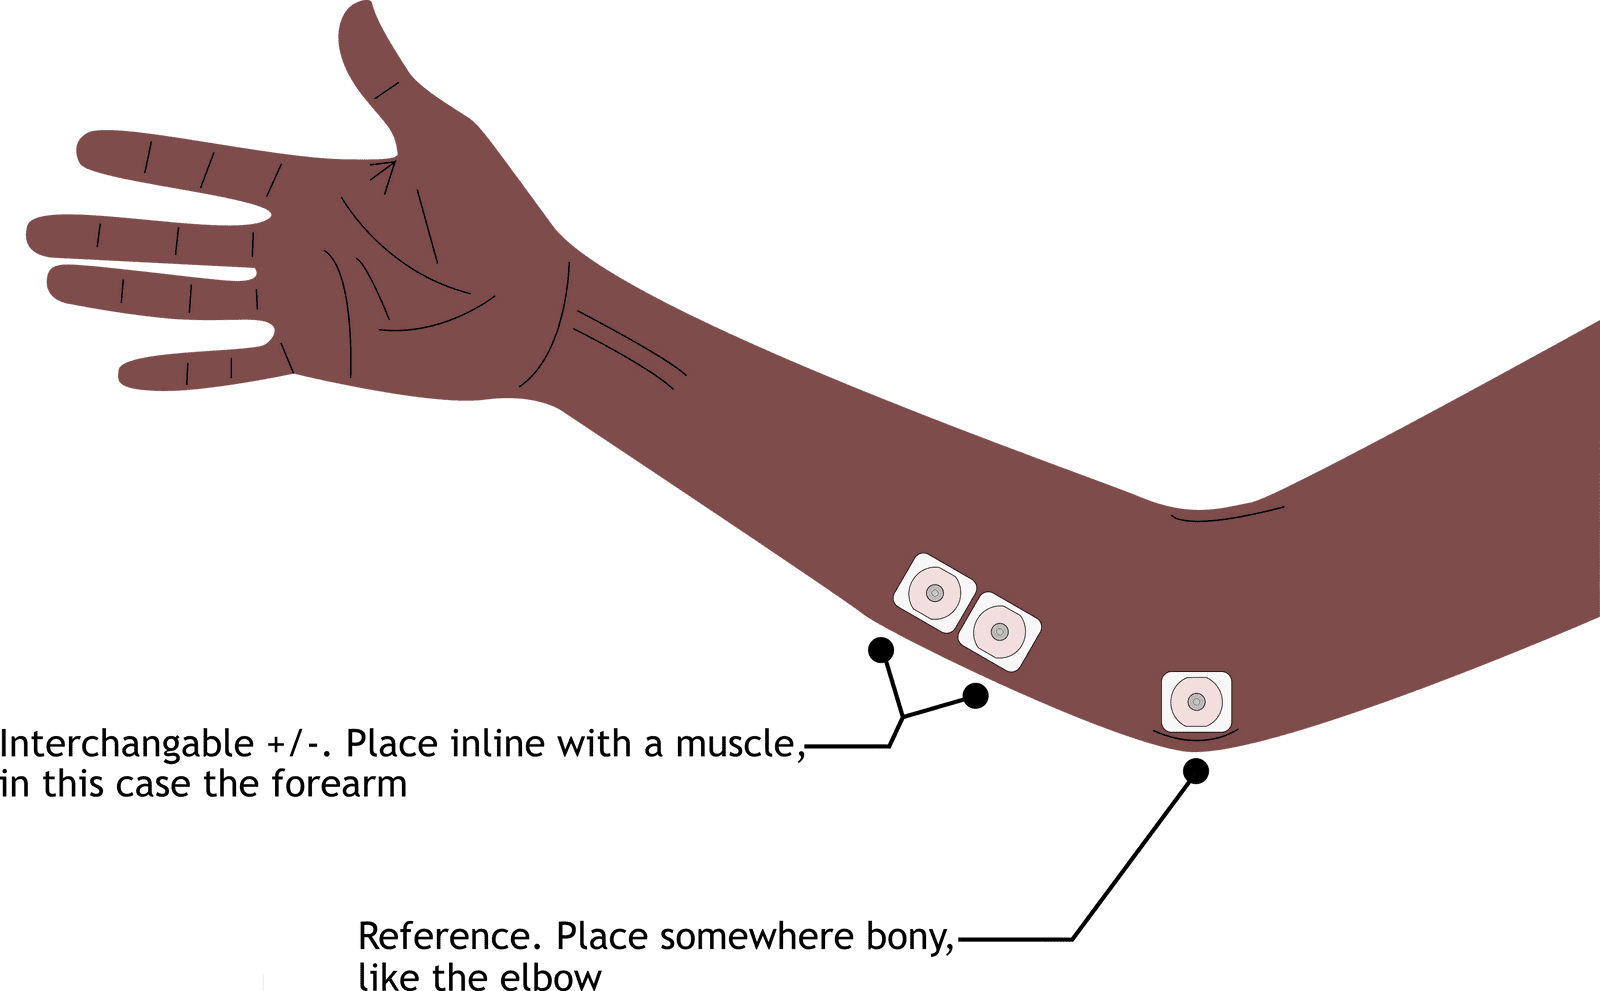 Interchangable +/-. Place inline with a muscle,
in this case the forearm
Reference. Place somewhere bony,
like the elbow